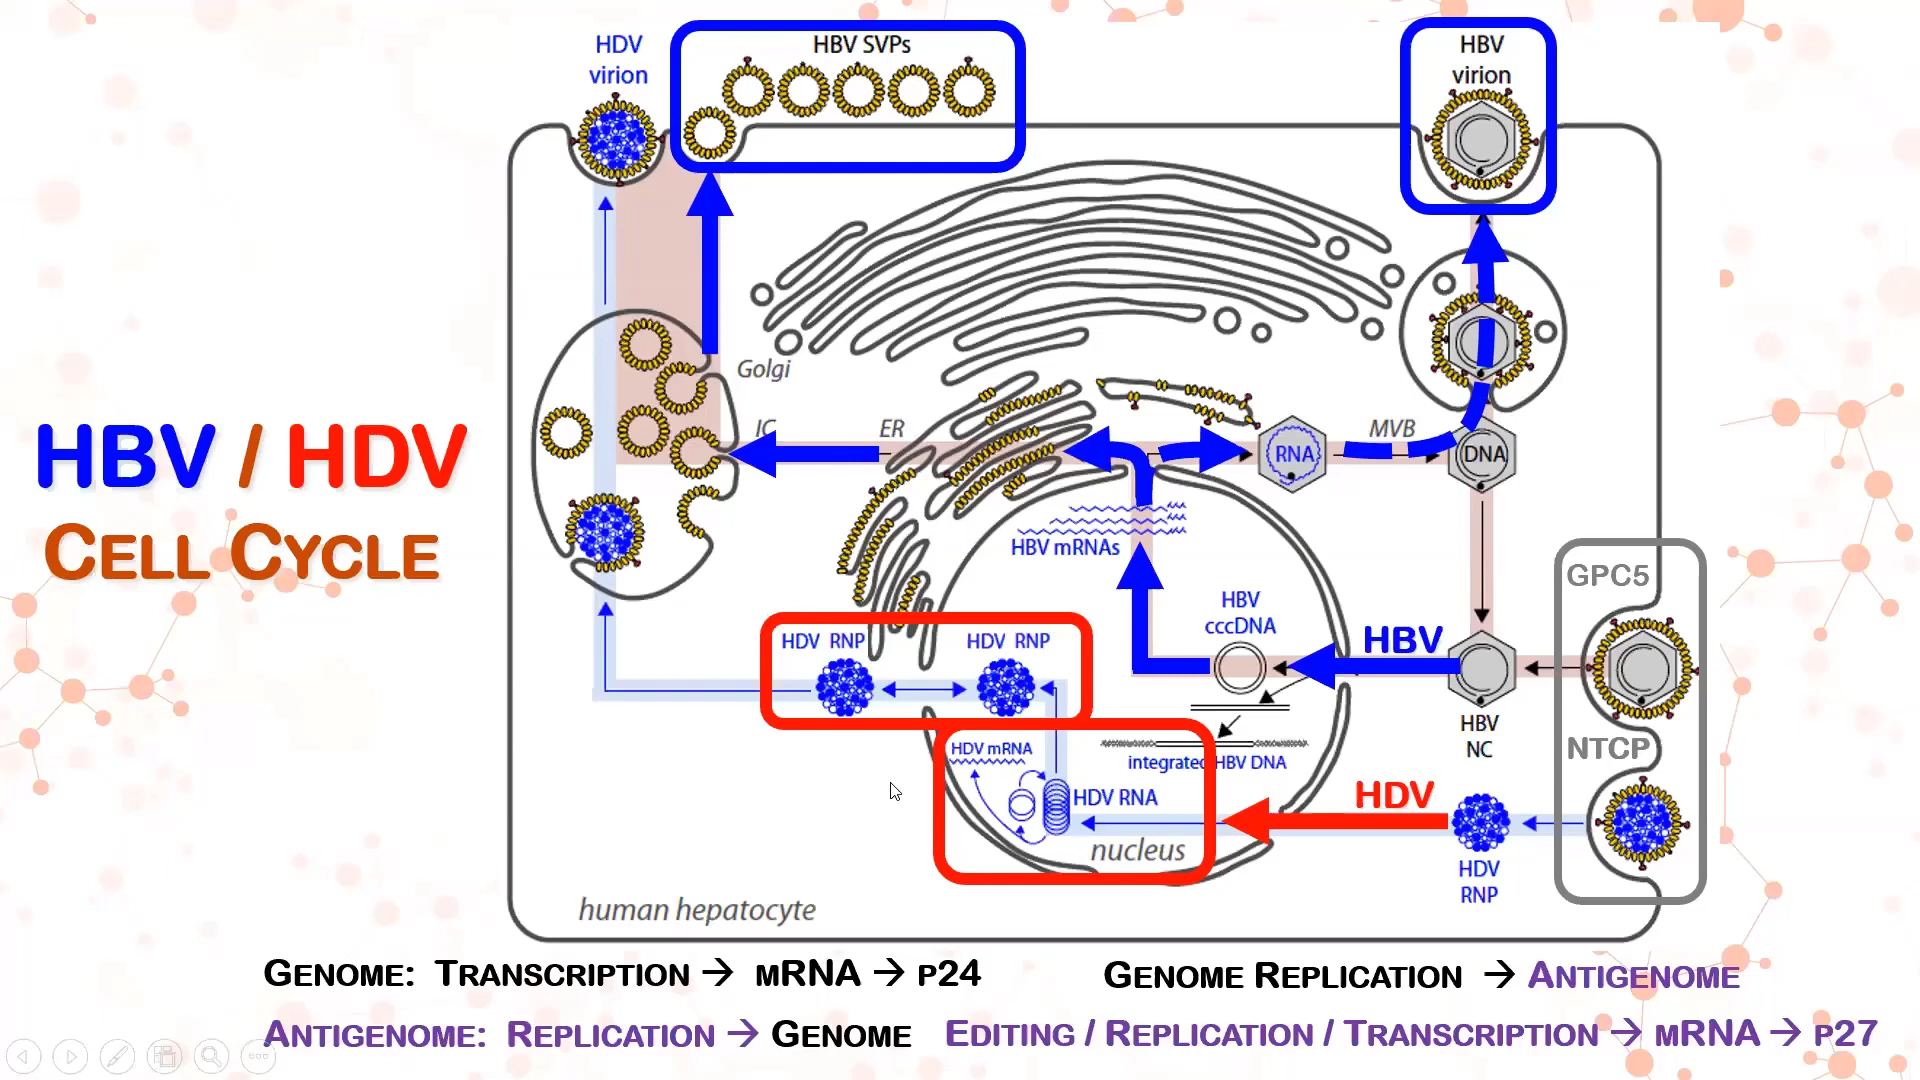 HDV
virion
HBV SVPs
HBV
virion
Golgi
IC
ER
RNA
MVB
DNA
HBV / HDV
CELL CYCLE
HBV mRNAs
GPC5
HBV
cccDNA
HBV
HDV RNP
HDV RNP
HBV
NC
NTCP
HDV mRNA
integrated HBV DNA
HDV RNA
HDV
nucleus
HDV
RNP
human hepatocyte
GENOME: TRANSCRIPTION → MRNA → P24
GENOME REPLICATION → ANTIGENOME
ANTIGENOME: REPLICATION → GENOME
EDITING / REPLICATION / TRANSCRIPTION → MRNA → P27